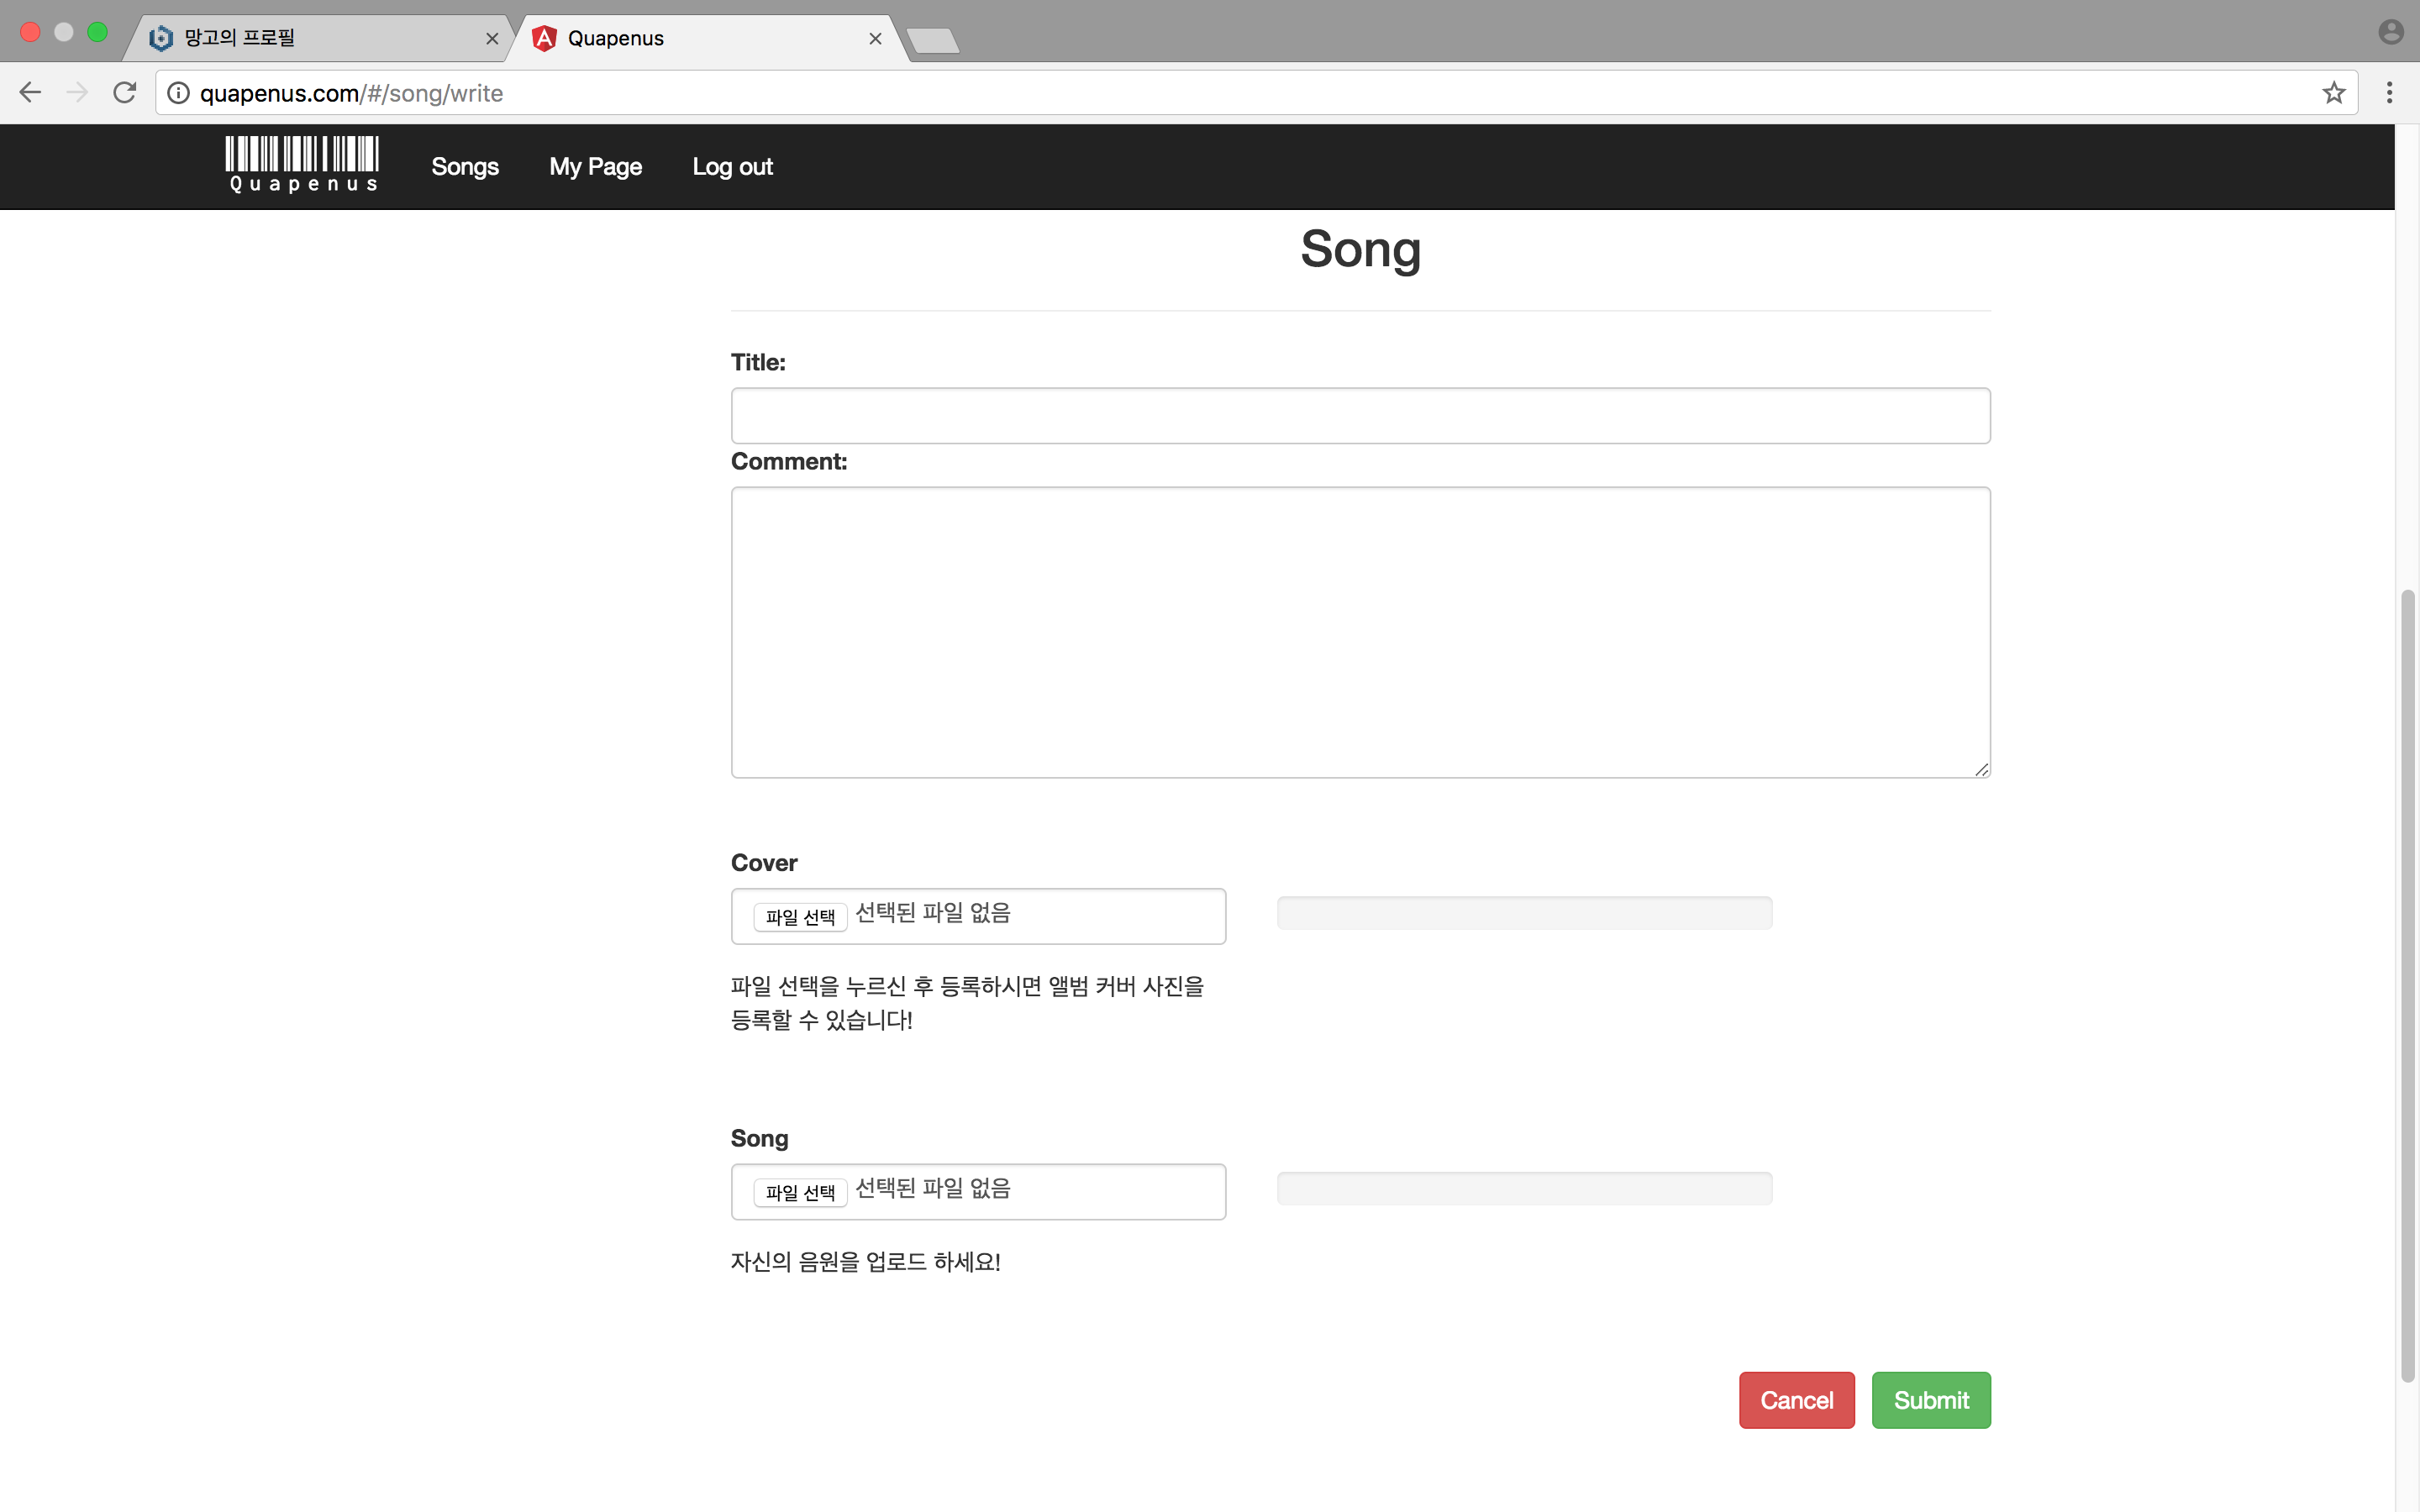 망고의 프로필
Quapenus
quapenus.com/#/song/write
Quapenus
Songs
My Page
Log out
Song
Title:
Comment:
Cover
파일 선택 선택된 파일 없음
파일 선택을 누르신 후 등록하시면 앨범 커버 사진을
등록할 수 있습니다!
Song
파일 선택 선택된 파일 없음
자신의 음원을 업로드 하세요!
Cancel
Submit